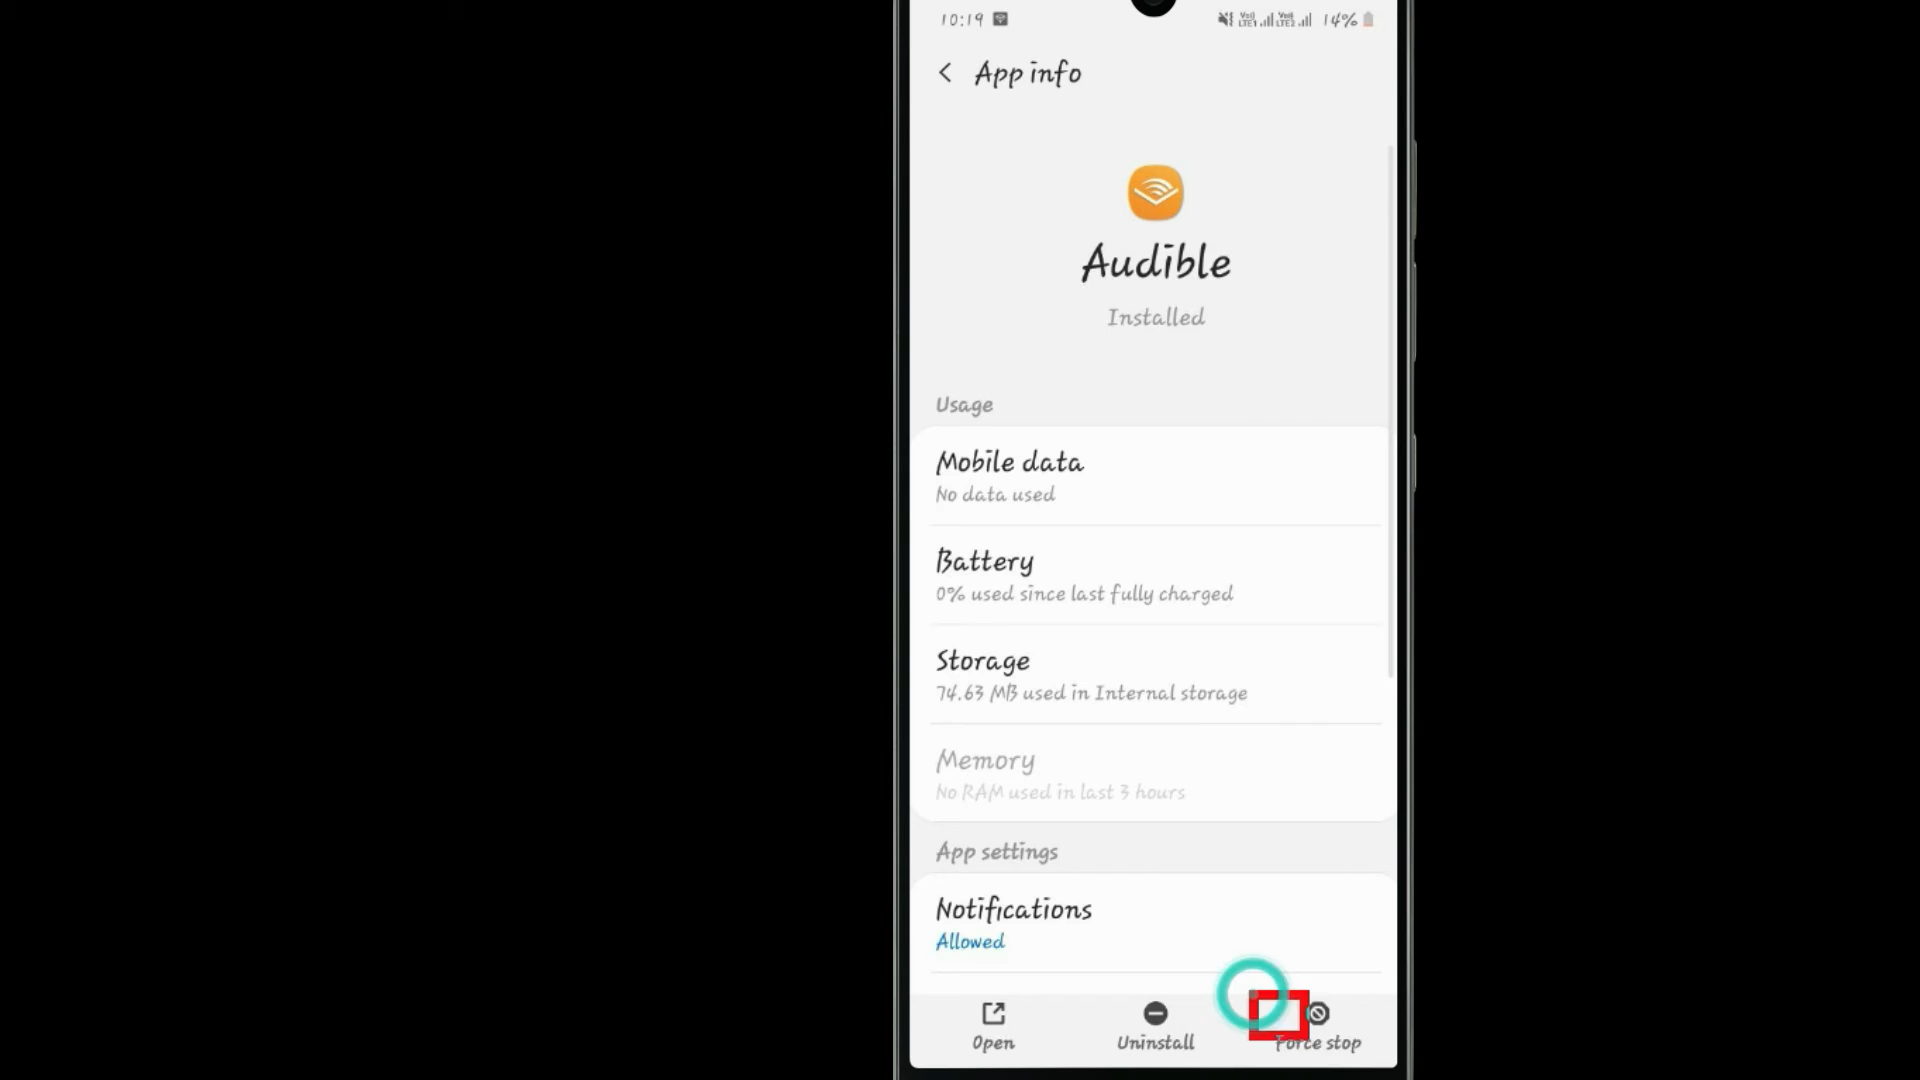 10:19 14%
App info
Audible
Installed
Usage
Mobile data
No data used
Battery
0% used since last fully charged
Storage
74.63 MB used in Internal storage
Memory
No RAM used in last 3 hours
App settings
Notifications
Allowed
Open Uninstall Force stop